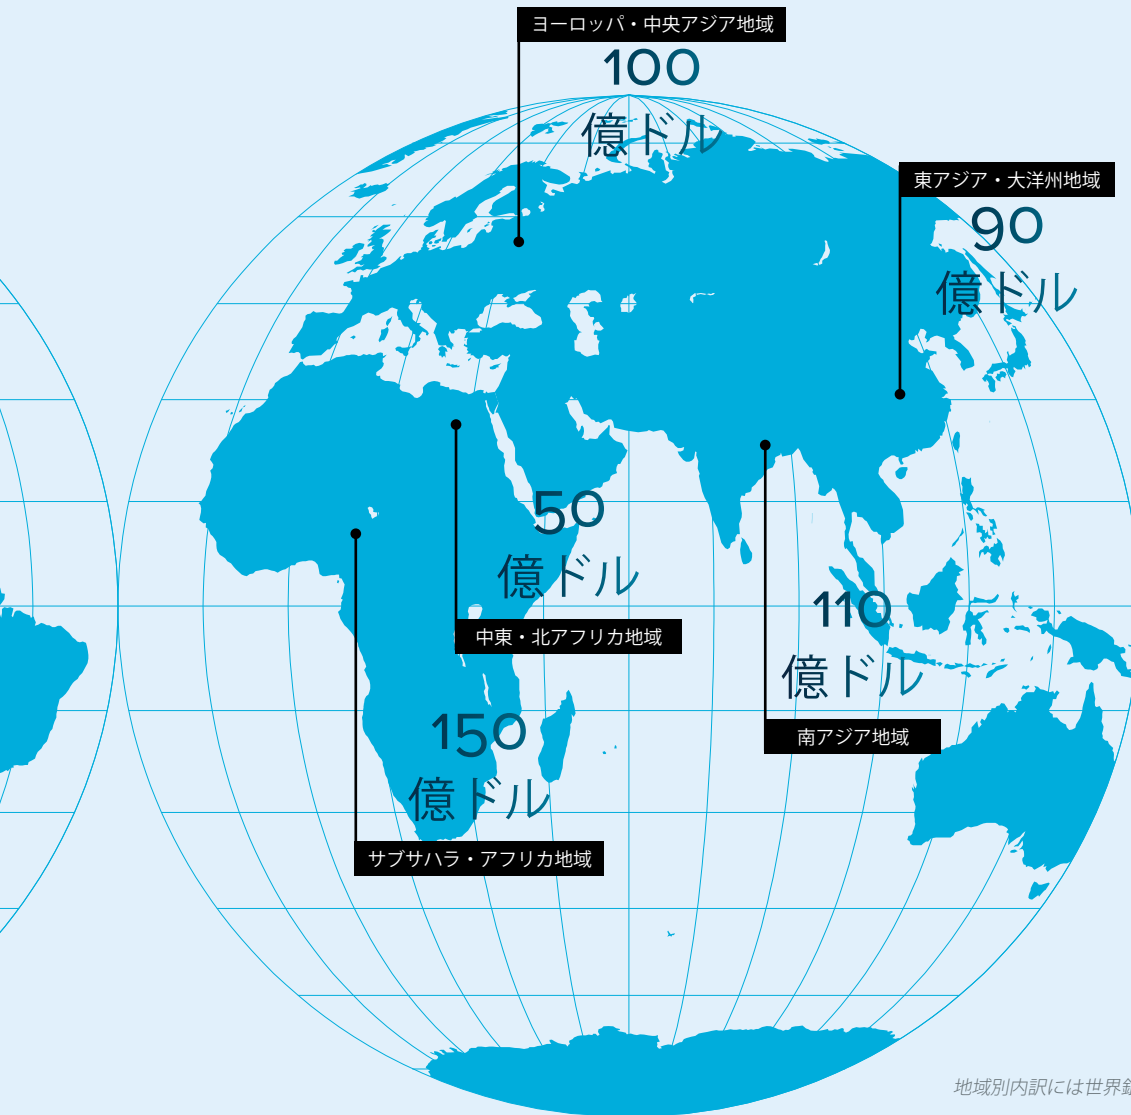 ヨーロッパ・中央アジア地域
100
億ドル
東アジア・大洋州地域
90
億ドル
50
億ドル
中東・北アフリカ地域
110
億ドル
南アジア地域
150
億ドル
サブサハラ・アフリカ地域
地域別内訳には世界